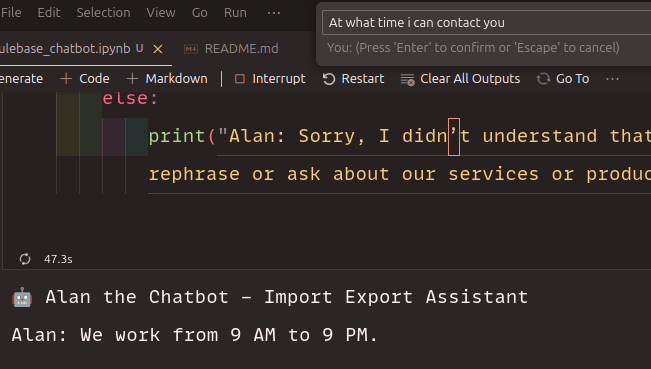 File Edit Selection View Go Run ···
At what time i can contact you
You: (Press 'Enter' to confirm or 'Escape' to cancel)
ulebase_chatbot.ipynb U × README.md
enerate + Code + Markdown Interrupt Restart Clear All Outputs Go To ···
else:
print("Alan: Sorry, I didn’t understand that
rephrase or ask about our services or produc
47.3s
🤖 Alan the Chatbot – Import Export Assistant
Alan: We work from 9 AM to 9 PM.